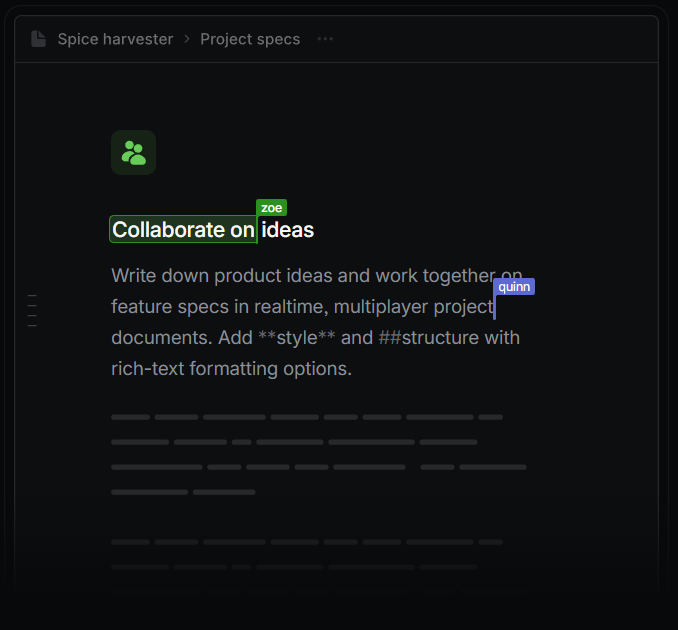 Spice harvester > Project specs ...
zoe
Collaborate on ideas
Write down product ideas and work together on
quinn
feature specs in realtime, multiplayer project
documents. Add **style** and ##structure with
rich-text formatting options.